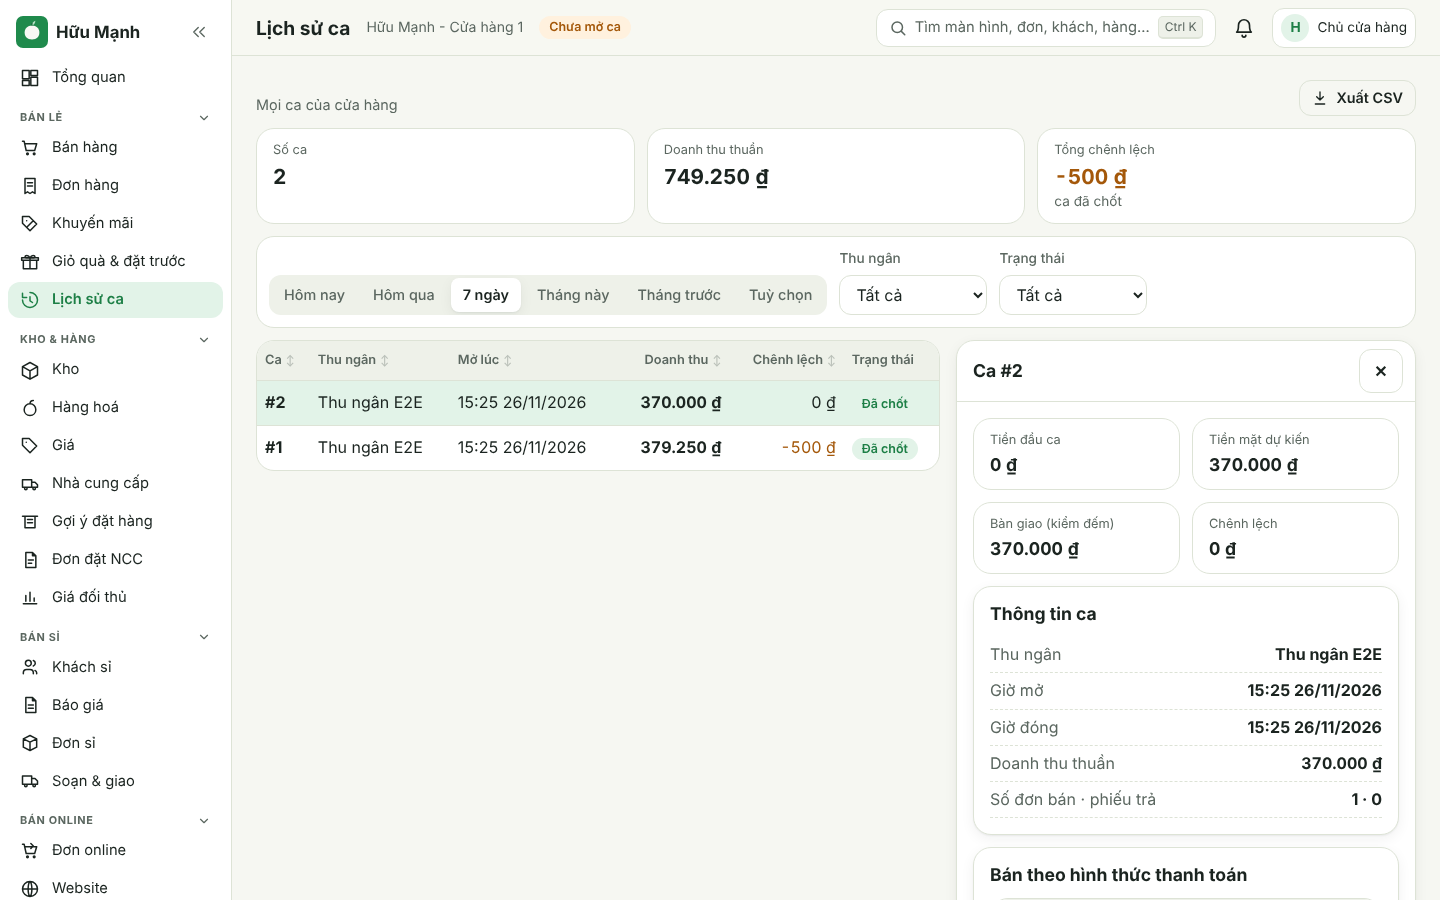 Hữu Mạnh
Tổng quan
BÁN LẺ
Bán hàng
Đơn hàng
Khuyến mãi
Giỏ quà & đặt trước
Lịch sử ca
KHO & HÀNG
Kho
Hàng hoá
Giá
Nhà cung cấp
Gợi ý đặt hàng
Đơn đặt NCC
Giá đối thủ
BÁN SỈ
Khách sỉ
Báo giá
Đơn sỉ
Soạn & giao
BÁN ONLINE
Đơn online
Website
Lịch sử ca Hữu Mạnh - Cửa hàng 1 Chưa mở ca
Tìm màn hình, đơn, khách, hàng... Ctrl K
H Chủ cửa hàng
Mọi ca của cửa hàng
Xuất CSV
Số ca
2
Doanh thu thuần
749.250 ₫
Tổng chênh lệch
-500 ₫
ca đã chốt
Hôm nay Hôm qua 7 ngày Tháng này Tháng trước Tuỳ chọn
Thu ngân
Tất cả
Trạng thái
Tất cả
Ca Thu ngân Mở lúc Doanh thu Chênh lệch Trạng thái
#2 Thu ngân E2E 15:25 26/11/2026 370.000 ₫ 0 ₫ Đã chốt
#1 Thu ngân E2E 15:25 26/11/2026 379.250 ₫ -500 ₫ Đã chốt
Ca #2
Tiền đầu ca
0 ₫
Tiền mặt dự kiến
370.000 ₫
Bàn giao (kiểm đếm)
370.000 ₫
Chênh lệch
0 ₫
Thông tin ca
Thu ngân Thu ngân E2E
Giờ mở 15:25 26/11/2026
Giờ đóng 15:25 26/11/2026
Doanh thu thuần 370.000 ₫
Số đơn bán · phiếu trả 1 · 0
Bán theo hình thức thanh toán